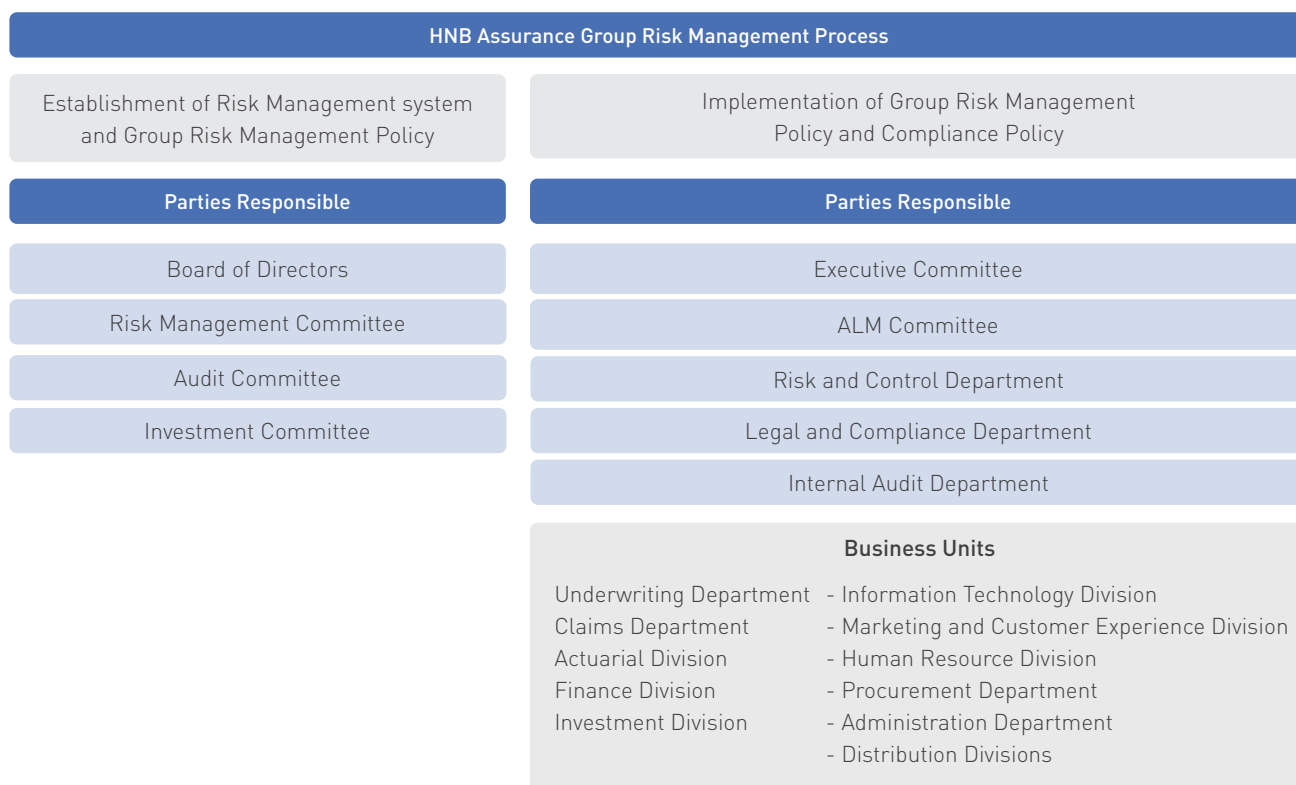 HNB Assurance Group Risk Management Process
Establishment of Risk Management system
and Group Risk Management Policy
Parties Responsible
Board of Directors
Risk Management Committee
Audit Committee
Investment Committee
Implementation of Group Risk Management
Policy and Compliance Policy
Parties Responsible
Executive Committee
ALM Committee
Risk and Control Department
Legal and Compliance Department
Internal Audit Department
Business Units
Underwriting Department - Information Technology Division
Claims Department - Marketing and Customer Experience Division
Actuarial Division - Human Resource Division
Finance Division - Procurement Department
Investment Division - Administration Department
- Distribution Divisions